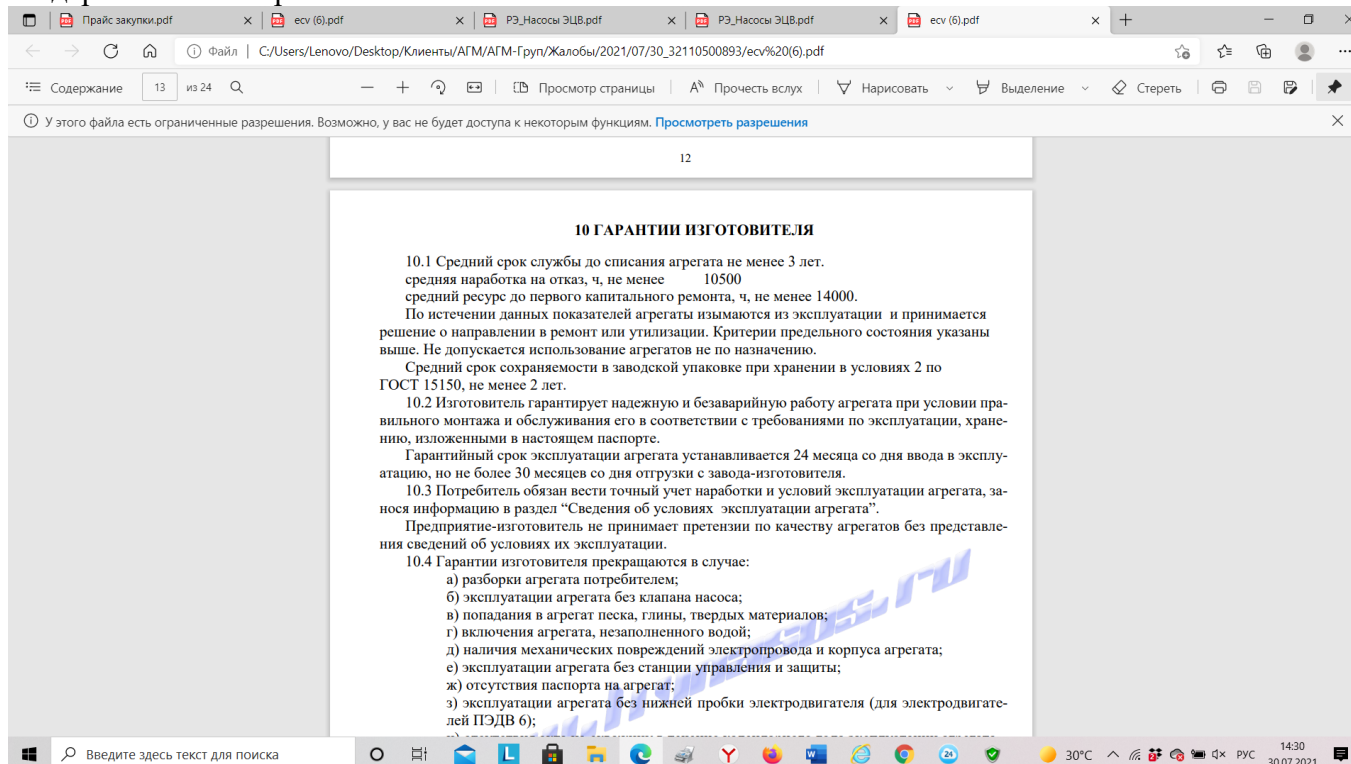 Прайс закупки.pdf
ecv (6).pdf
РЭ_Насосы ЭЦВ.pdf
РЭ_Насосы ЭЦВ.pdf
ecv (6).pdf
Файл | C:/Users/Lenovo/Desktop/Клиенты/АГМ/АГМ-Груп/Жалобы/2021/07/30_32110500893/ecv%20(6).pdf
Содержание 13 из 24 Просмотр страницы Прочесть вслух Нарисовать Выделение Стереть
У этого файла есть ограниченные разрешения. Возможно, у вас не будет доступа к некоторым функциям. Просмотреть разрешения
12
10 ГАРАНТИИ ИЗГОТОВИТЕЛЯ
10.1 Средний срок службы до списания агрегата не менее 3 лет.
средняя наработка на отказ, ч, не менее 10500
средний ресурс до первого капитального ремонта, ч, не менее 14000.
По истечении данных показателей агрегаты изымаются из эксплуатации и принимается
решение о направлении в ремонт или утилизации. Критерии предельного состояния указаны
выше. Не допускается использование агрегатов не по назначению.
Средний срок сохраняемости в заводской упаковке при хранении в условиях 2 по
ГОСТ 15150, не менее 2 лет.
10.2 Изготовитель гарантирует надежную и безаварийную работу агрегата при условии пра-
вильного монтажа и обслуживания его в соответствии с требованиями по эксплуатации, хране-
нию, изложенными в настоящем паспорте.
Гарантийный срок эксплуатации агрегата устанавливается 24 месяца со дня ввода в эксплу-
атацию, но не более 30 месяцев со дня отгрузки с завода-изготовителя.
10.3 Потребитель обязан вести точный учет наработки и условий эксплуатации агрегата, за-
нося информацию в раздел “Сведения об условиях эксплуатации агрегата”.
Предприятие-изготовитель не принимает претензии по качеству агрегатов без представле-
ния сведений об условиях их эксплуатации.
10.4 Гарантии изготовителя прекращаются в случае:
а) разборки агрегата потребителем;
б) эксплуатации агрегата без клапана насоса;
в) попадания в агрегат песка, глины, твердых материалов;
г) включения агрегата, незаполненного водой;
д) наличия механических повреждений электропровода и корпуса агрегата;
е) эксплуатации агрегата без станции управления и защиты;
ж) отсутствия паспорта на агрегат;
з) эксплуатации агрегата без нижней пробки электродвигателя (для электродвигате-
лей ПЭДВ 6);
Введите здесь текст для поиска
24
30°C
РУС
14:30
30.07.2021